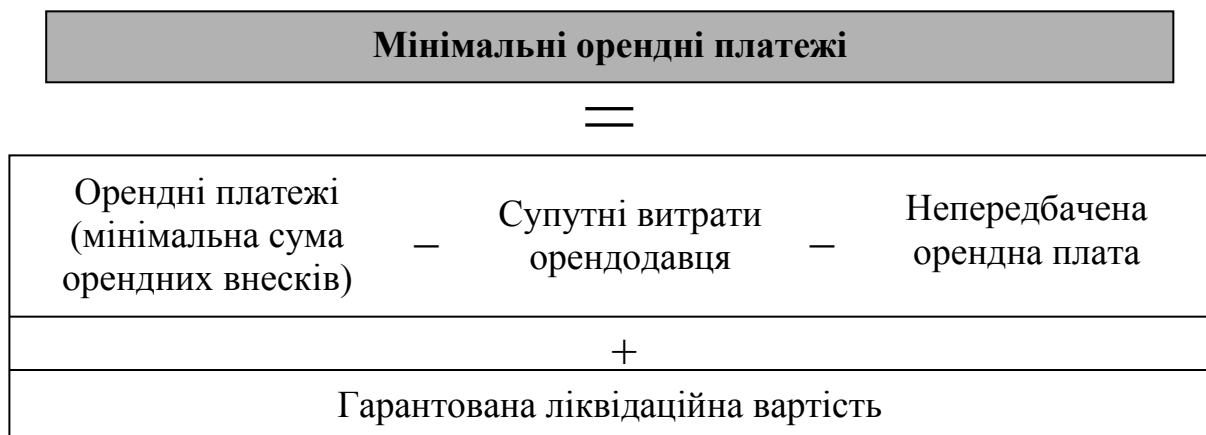 Мінімальні орендні платежі
=
Орендні платежі
(мінімальна сума
орендних внесків)
–
Супутні витрати
орендодавця
–
Непередбачена
орендна плата
+
Гарантована ліквідаційна вартість